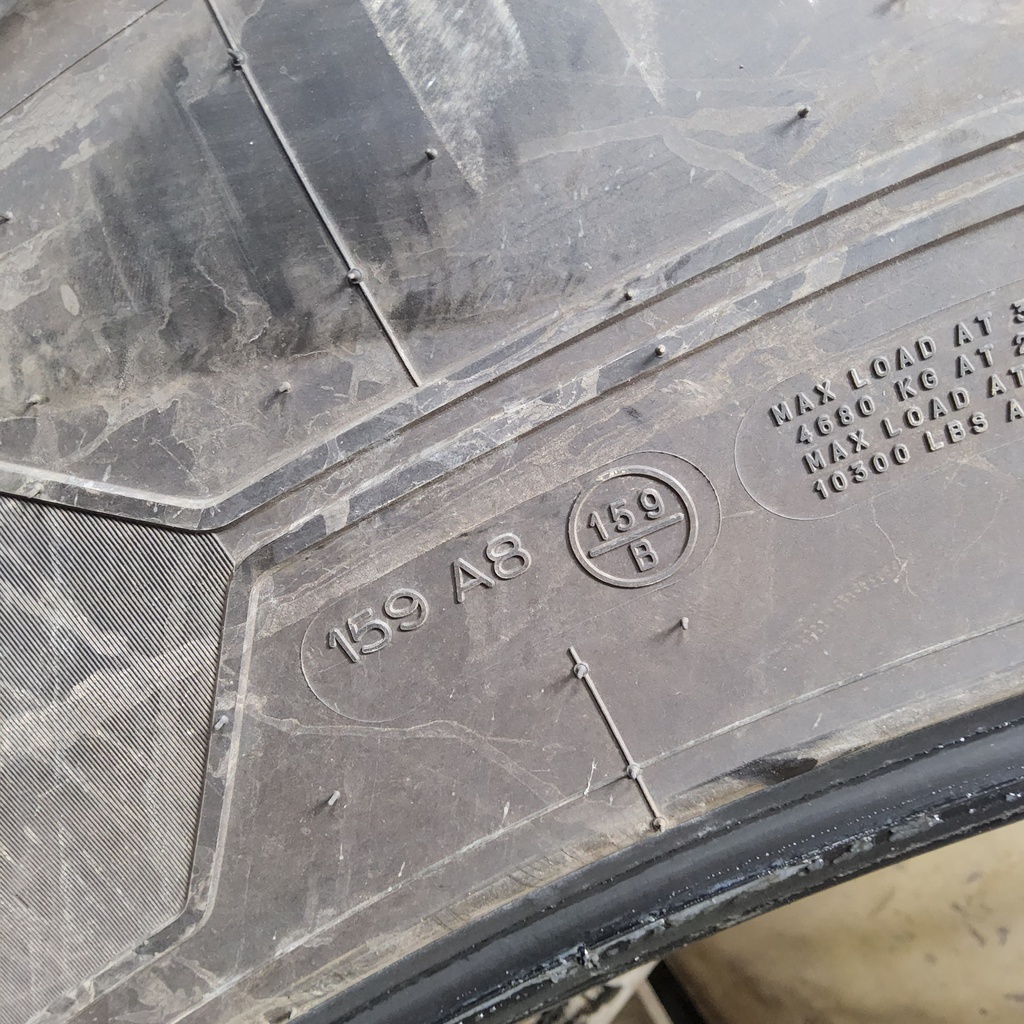 159 A8
159
B
MAX LOAD AT
4680 KG AT
MAX LOAD AT
10300 LBS